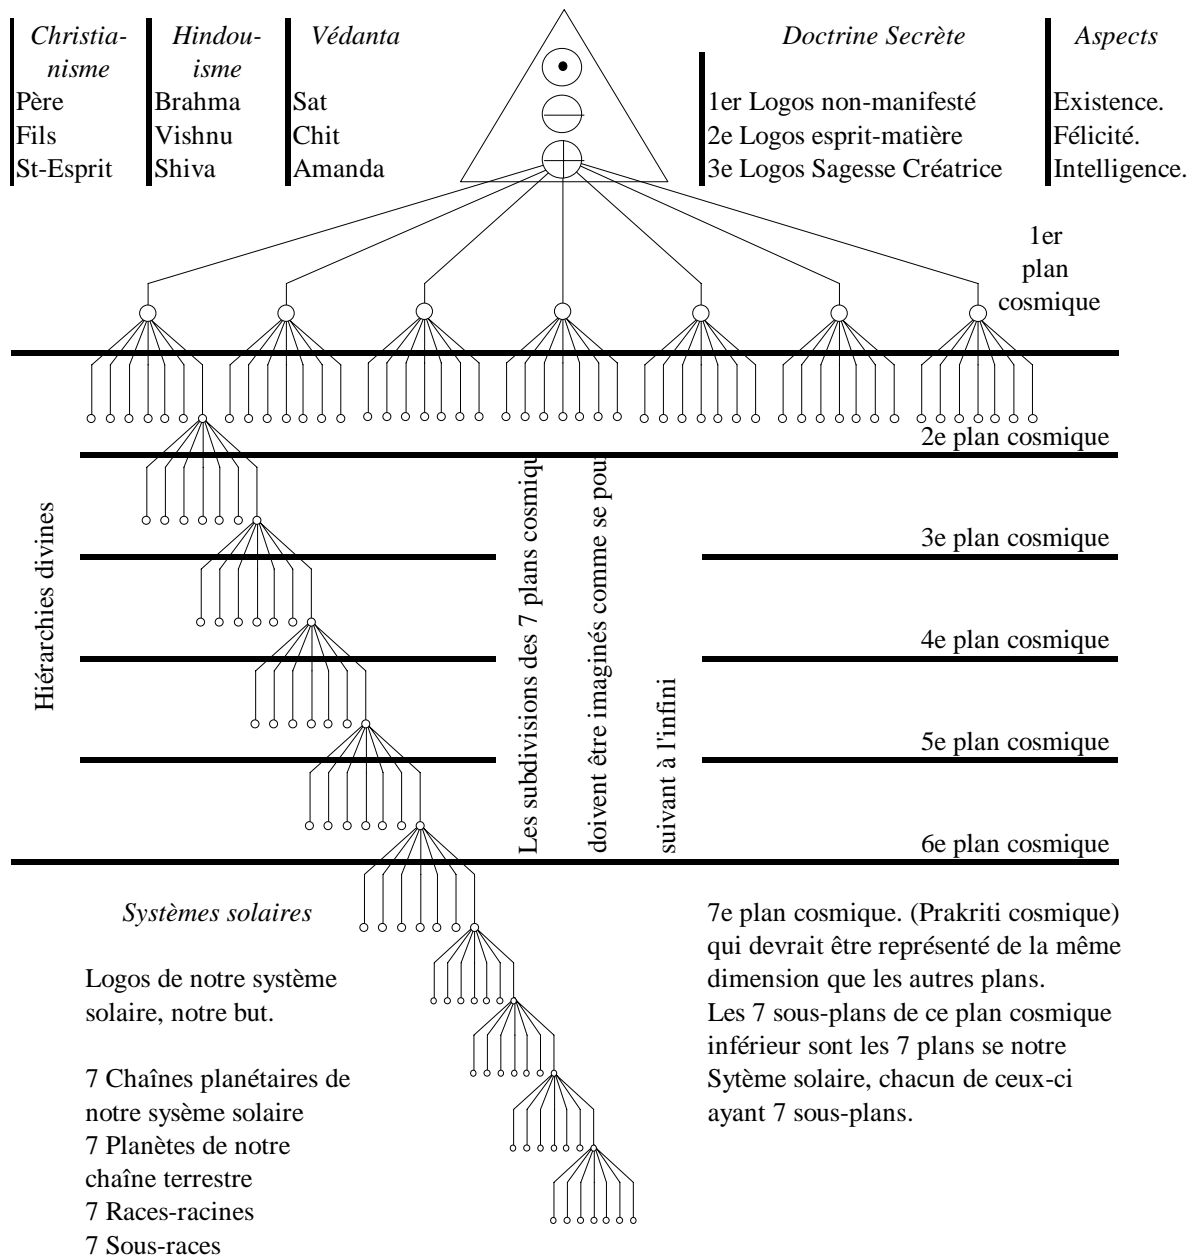 Christia-
nisme
Père
Fils
St-Esprit
Hindou-
isme
Brahma
Vishnu
Shiva
Védanta
Sat
Chit
Amanda
Doctrine Secrète
1er Logos non-manifesté
2e Logos esprit-matière
3e Logos Sagesse Créatrice
Aspects
Existence.
Félicité.
Intelligence.
1er
plan
cosmique
2e plan cosmique
3e plan cosmique
4e plan cosmique
5e plan cosmique
6e plan cosmique
Hiérarchies divines
Les subdivisions des 7 plans cosmiqu
doivent être imaginés comme se pou
suivant à l'infini
Systèmes solaires
Logos de notre système
solaire, notre but.
7 Chaînes planétaires de
notre sysème solaire
7 Planètes de notre
chaîne terrestre
7 Races-racines
7 Sous-races
7e plan cosmique. (Prakriti cosmique)
qui devrait être représenté de la même
dimension que les autres plans.
Les 7 sous-plans de ce plan cosmique
inférieur sont les 7 plans se notre
Sytème solaire, chacun de ceux-ci
ayant 7 sous-plans.